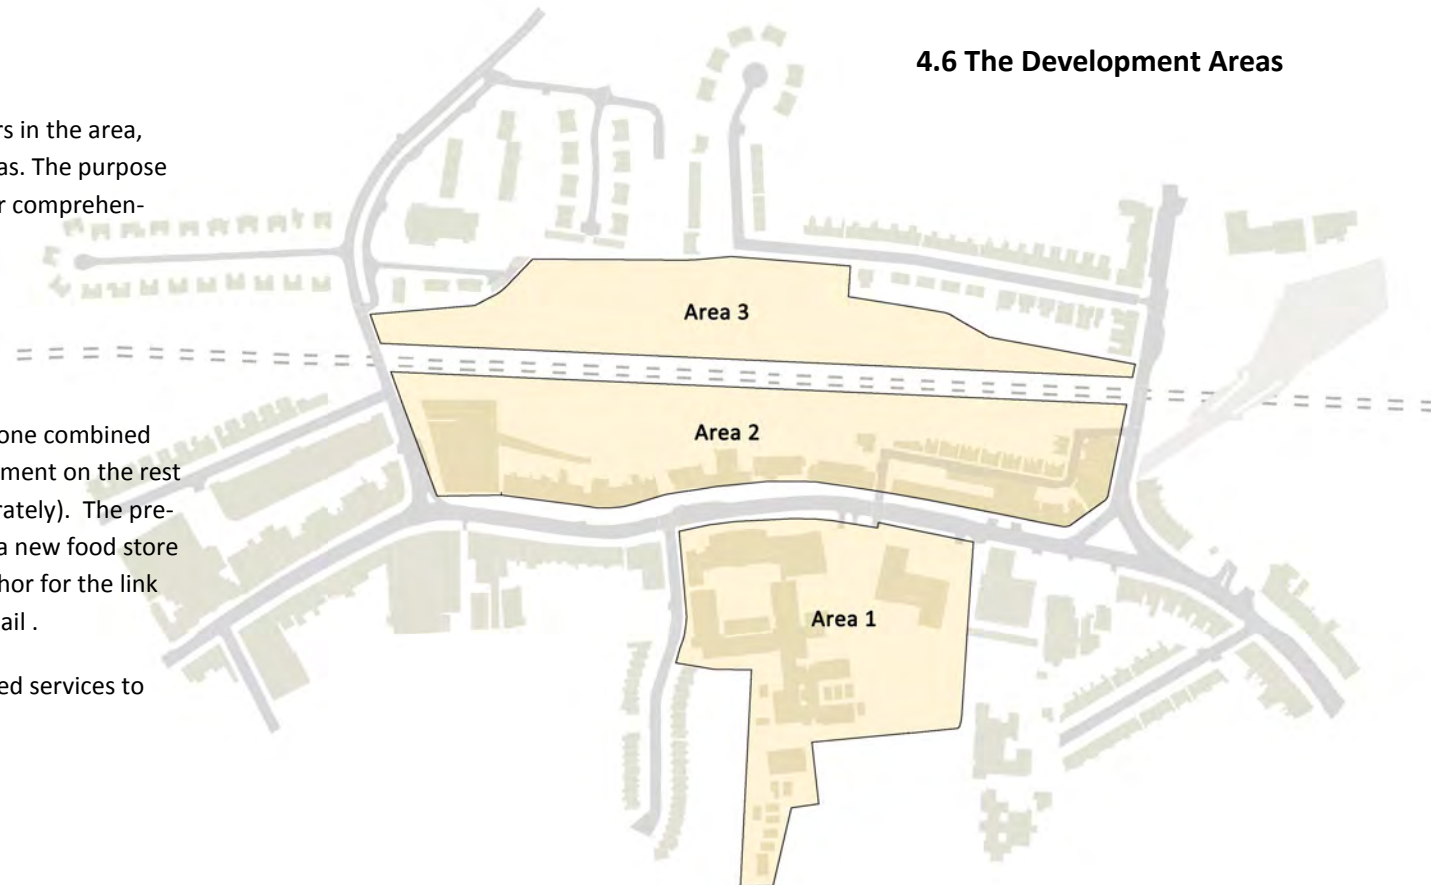 4.6 The Development Areas
rs in the area,
as. The purpose
r comprehen-
one combined
ment on the rest
rately).  The pre-
a new food store
hor for the link
ail .
ed services to
Area 3
Area 2
Area 1